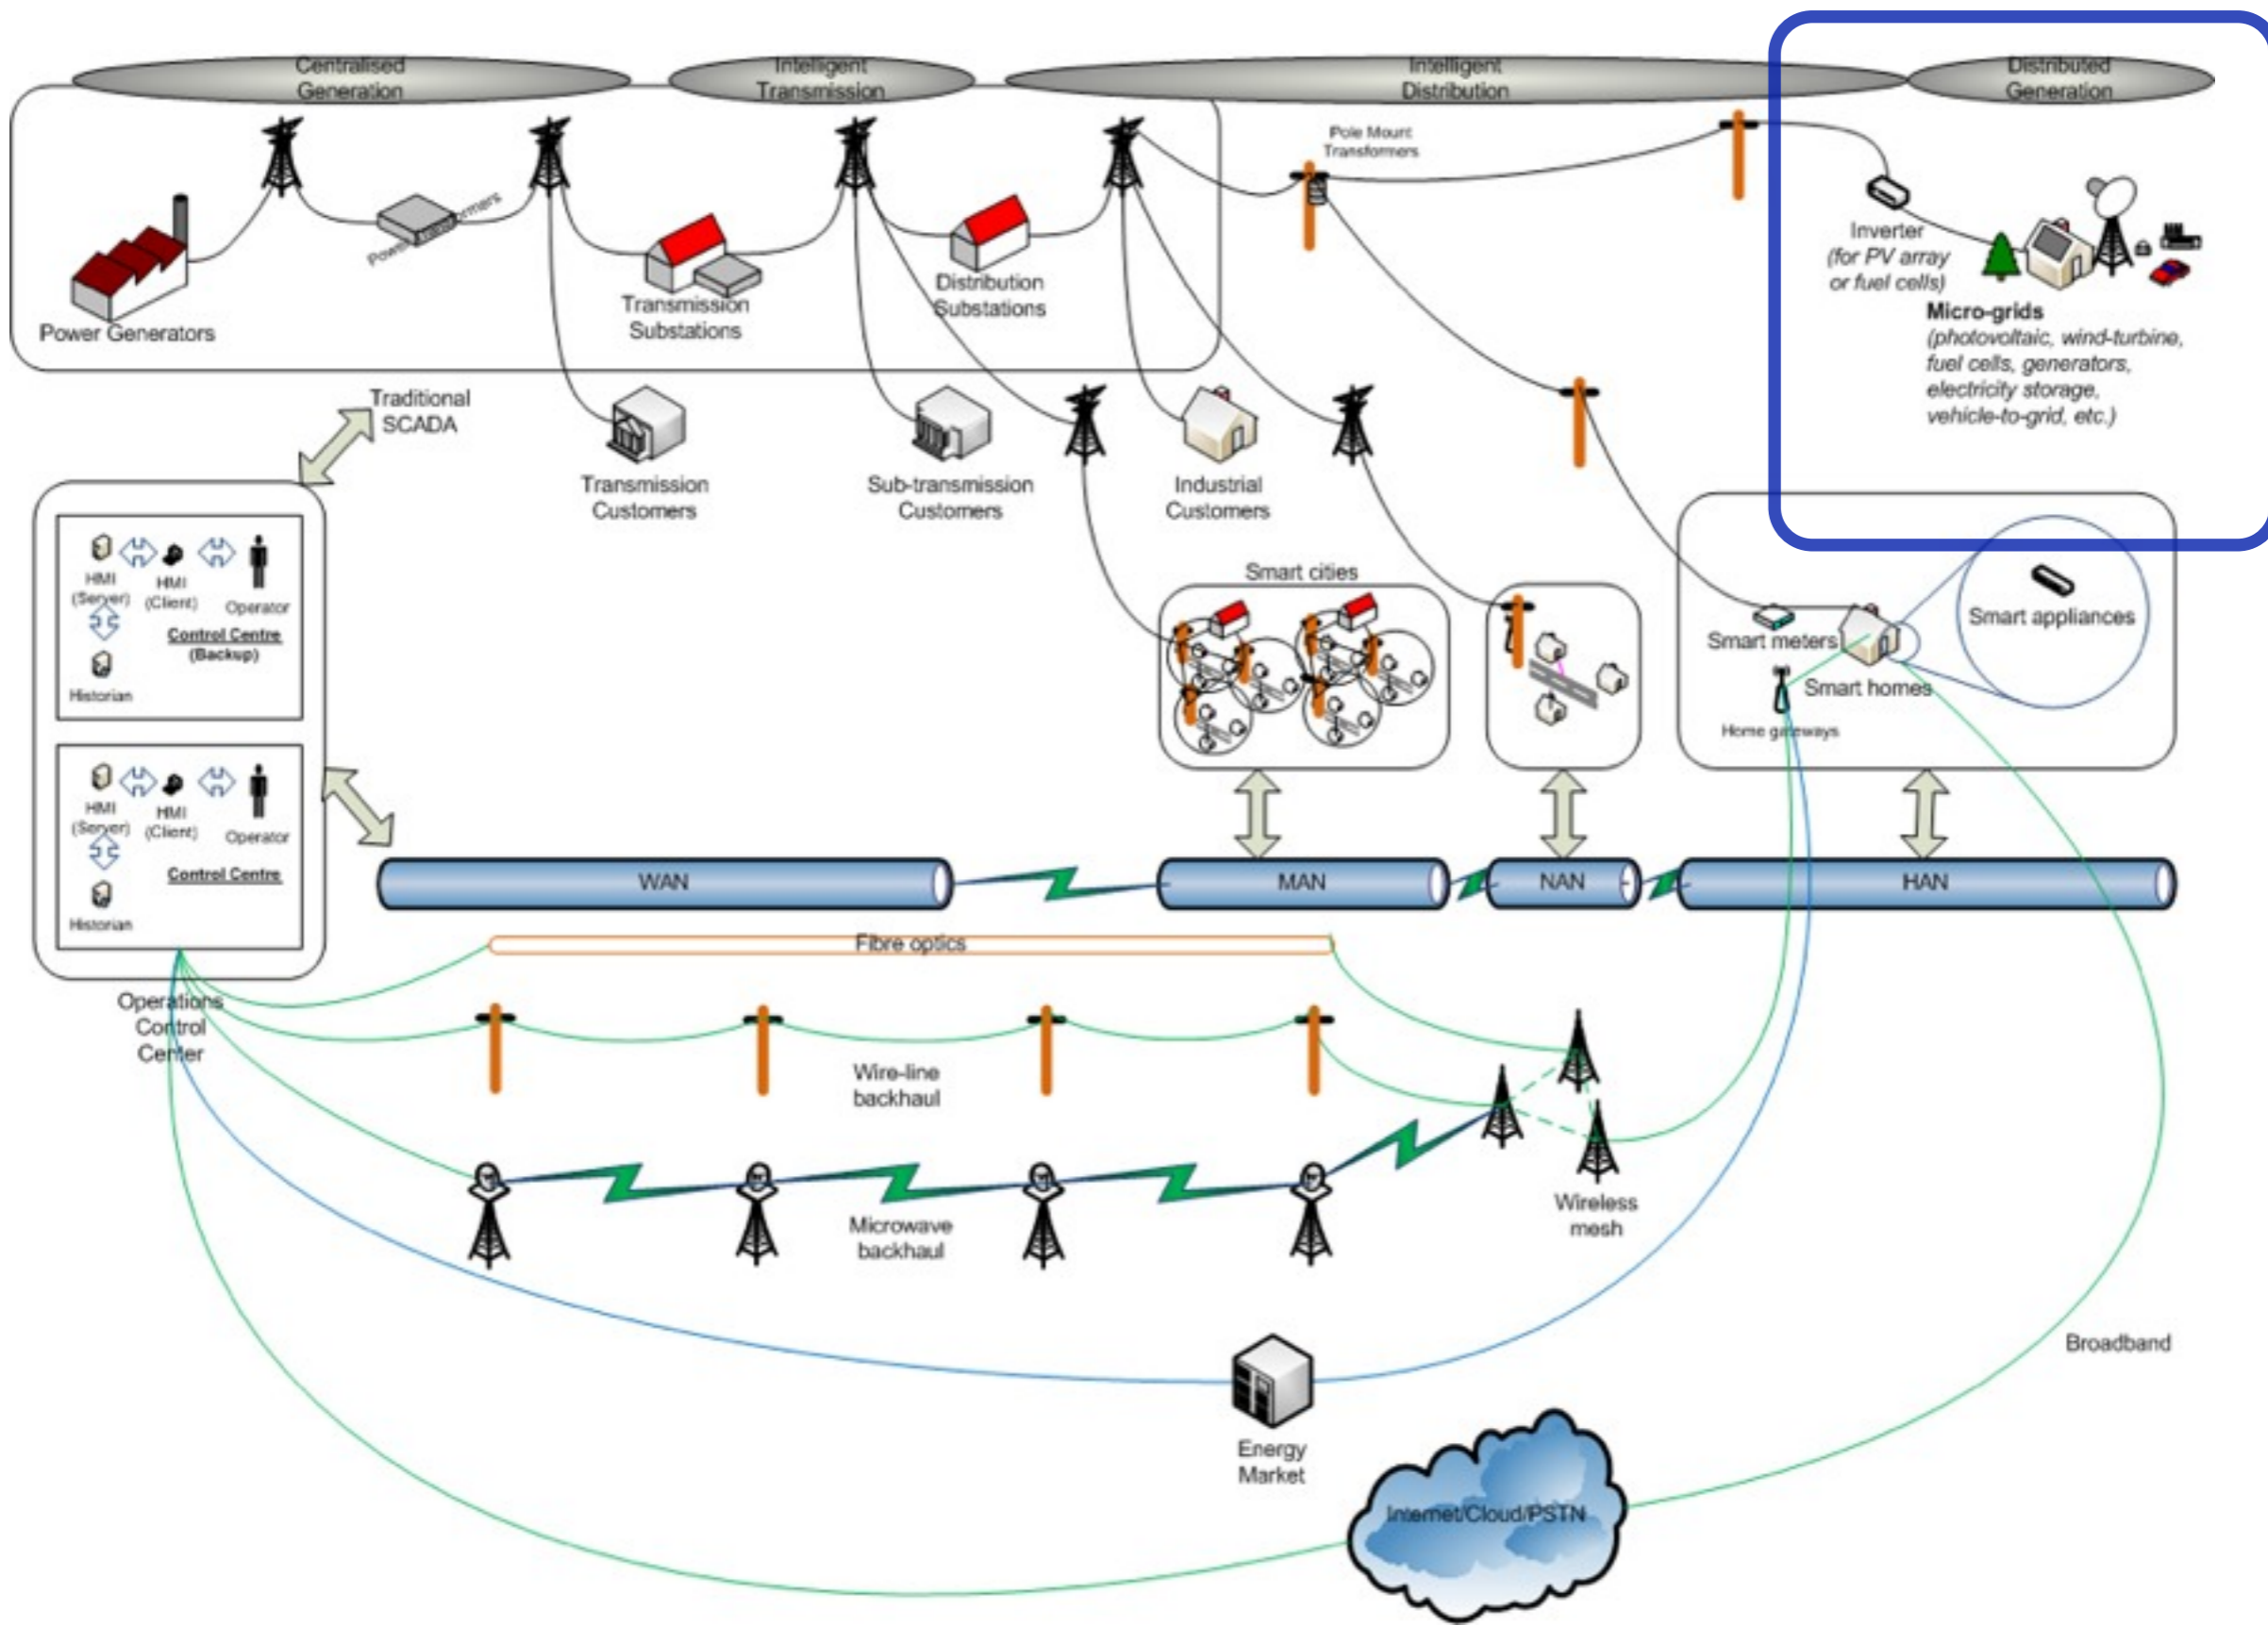 Centralised
Generation
Intelligent
Transmission
Intelligent
Distribution
Distributed
Generation
Pole Mount
Transformers
Power Generators
Transmission
Substations
Distribution
Substations
Inverter
(for PV array
or fuel cells)
Micro-grids
(photovoltaic, wind-turbine,
fuel cells, generators,
electricity storage,
vehicle-to-grid, etc.)
Traditional
SCADA
Transmission
Customers
Sub-transmission
Customers
Industrial
Customers
HMI
(Server)
HMI
(Client)
Operator
Control Centre
(Backup)
Historian
HMI
(Server)
HMI
(Client)
Operator
Control Centre
Historian
Operations
Control
Center
Smart cities
Smart meters
Smart homes
Home gateways
Smart appliances
WAN
MAN
NAN
HAN
Fibre optics
Wire-line
backhaul
Microwave
backhaul
Wireless
mesh
Energy
Market
Broadband
Internet/Cloud/PSTN